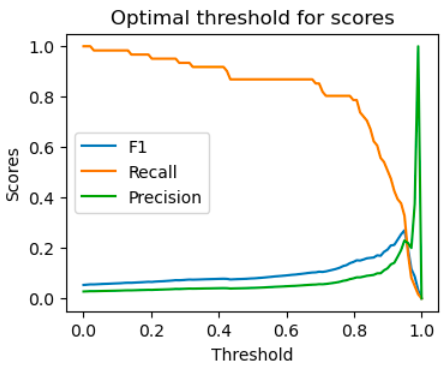 Optimal threshold for scores
1.0
0.8
0.6
0.4
0.2
0.0
Scores
F1
Recall
Precision
0.0 0.2 0.4 0.6 0.8 1.0
Threshold